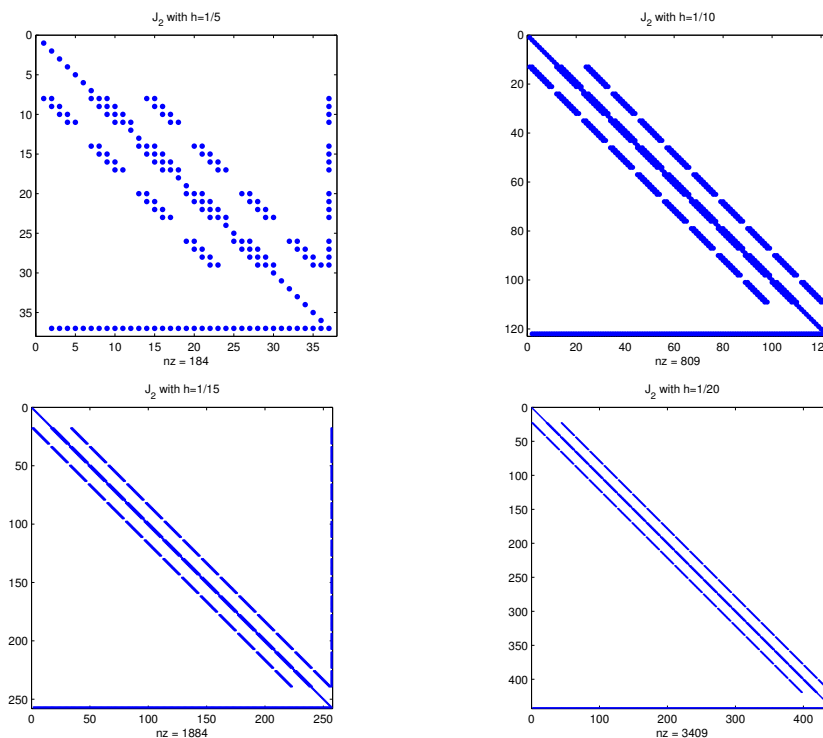 J₂ with h=1/5
0
5
10
15
20
25
30
35
0 5 10 15 20 25 30 35
nz = 184
J₂ with h=1/10
0
20
40
60
80
100
120
0 20 40 60 80 100 120
nz = 809
J₂ with h=1/15
0
50
100
150
200
250
0 50 100 150 200 250
nz = 1884
J₂ with h=1/20
0
50
100
150
200
250
300
350
400
0 100 200 300 400
nz = 3409